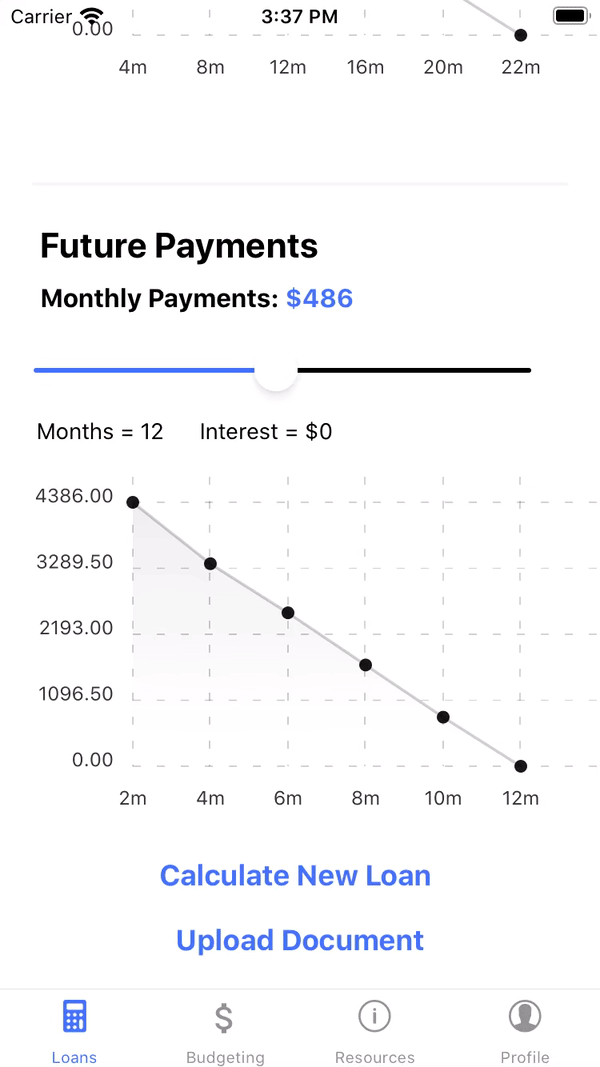 Carrier 3:37 PM
0.00
4m 8m 12m 16m 20m 22m
Future Payments
Monthly Payments: $486
Months = 12 Interest = $0
4386.00
3289.50
2193.00
1096.50
0.00
2m 4m 6m 8m 10m 12m
Calculate New Loan
Upload Document
Loans Budgeting Resources Profile